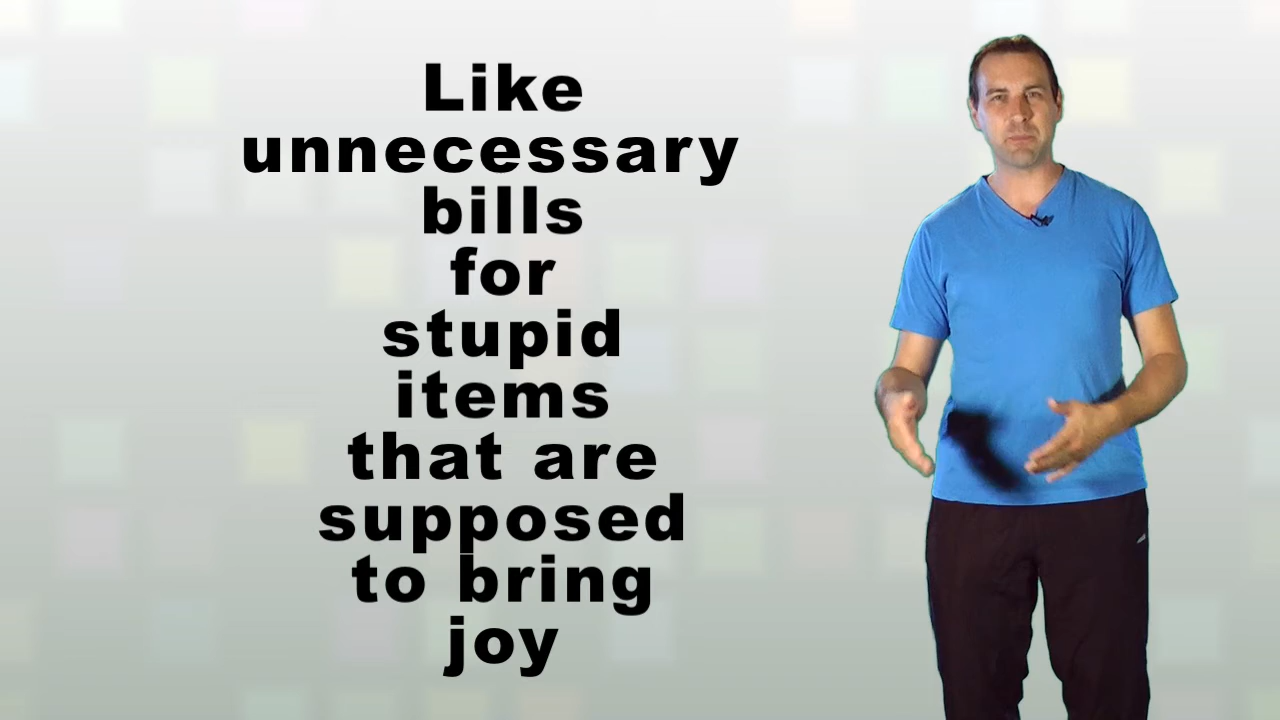 Like
unnecessary
bills
for
stupid
items
that are
supposed
to bring
joy